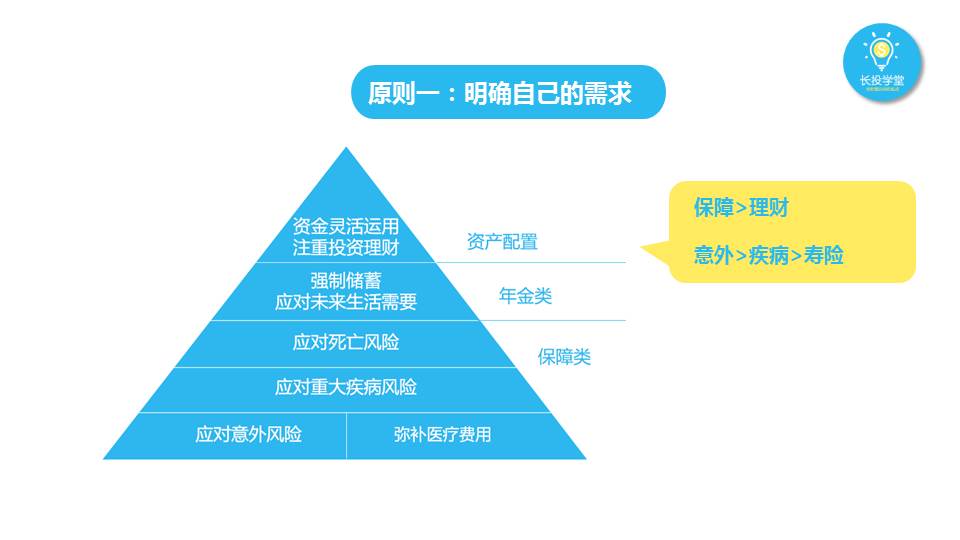 长投学堂
原则一：明确自己的需求
保障>理财
意外>疾病>寿险
资金灵活运用
注重投资理财
资产配置
强制储蓄
应对未来生活需要
年金类
应对死亡风险
保障类
应对重大疾病风险
应对意外风险
弥补医疗费用